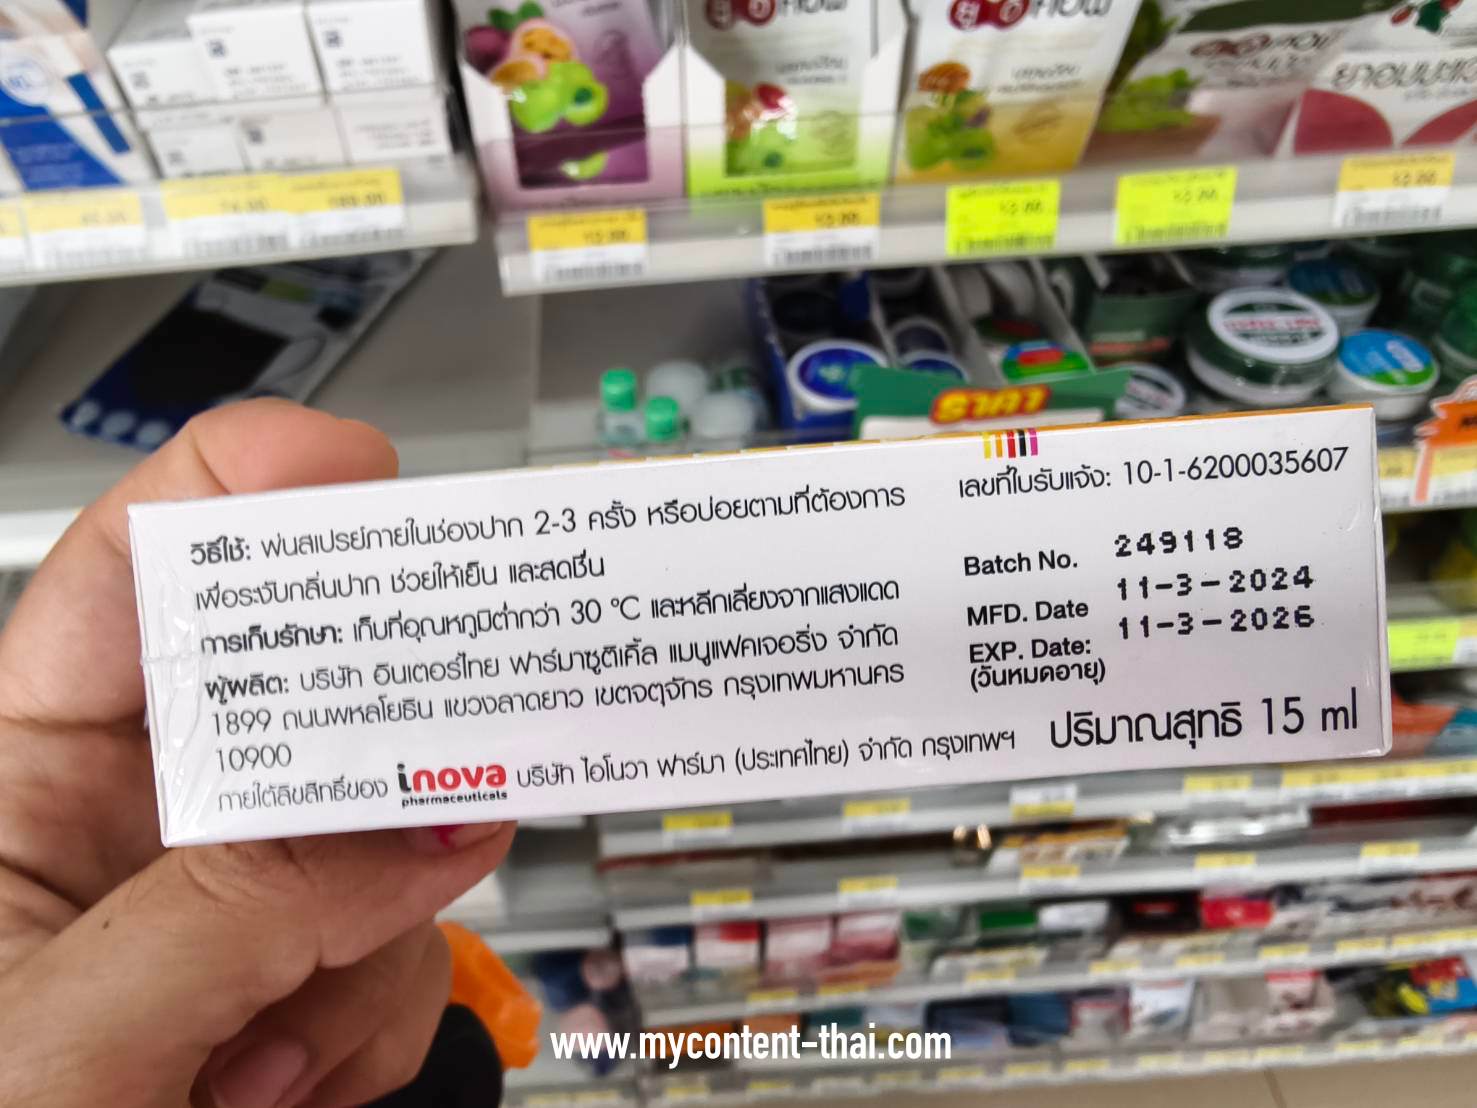 ราคา
วิธีใช้: พ่นสเปรย์ภายในช่องปาก 2-3 ครั้ง หรือบ่อยตามที่ต้องการ
เพื่อระงับกลิ่นปาก ช่วยให้เย็น และสดชื่น
การเก็บรักษา: เก็บที่อุณหภูมิต่ำกว่า 30 °C และหลีกเลี่ยงจากแสงแดด
ผู้ผลิต: บริษัท อินเตอร์ไทย ฟาร์มาซูติเคิ้ล แมนูแฟคเจอริ่ง จำกัด
1899 ถนนพหลโยธิน แขวงลาดยาว เขตจตุจักร กรุงเทพมหานคร
10900
ภายใต้ลิขสิทธิ์ของ inova บริษัท ไอโนวา ฟาร์มา (ประเทศไทย) จำกัด กรุงเทพฯ
pharmaceuticals
เลขที่ใบรับแจ้ง: 10-1-6200035607
Batch No. 249118
MFD. Date 11-3-2024
EXP. Date: 11-3-2026
(วันหมดอายุ)
ปริมาณสุทธิ 15 ml
www.mycontent-thai.com